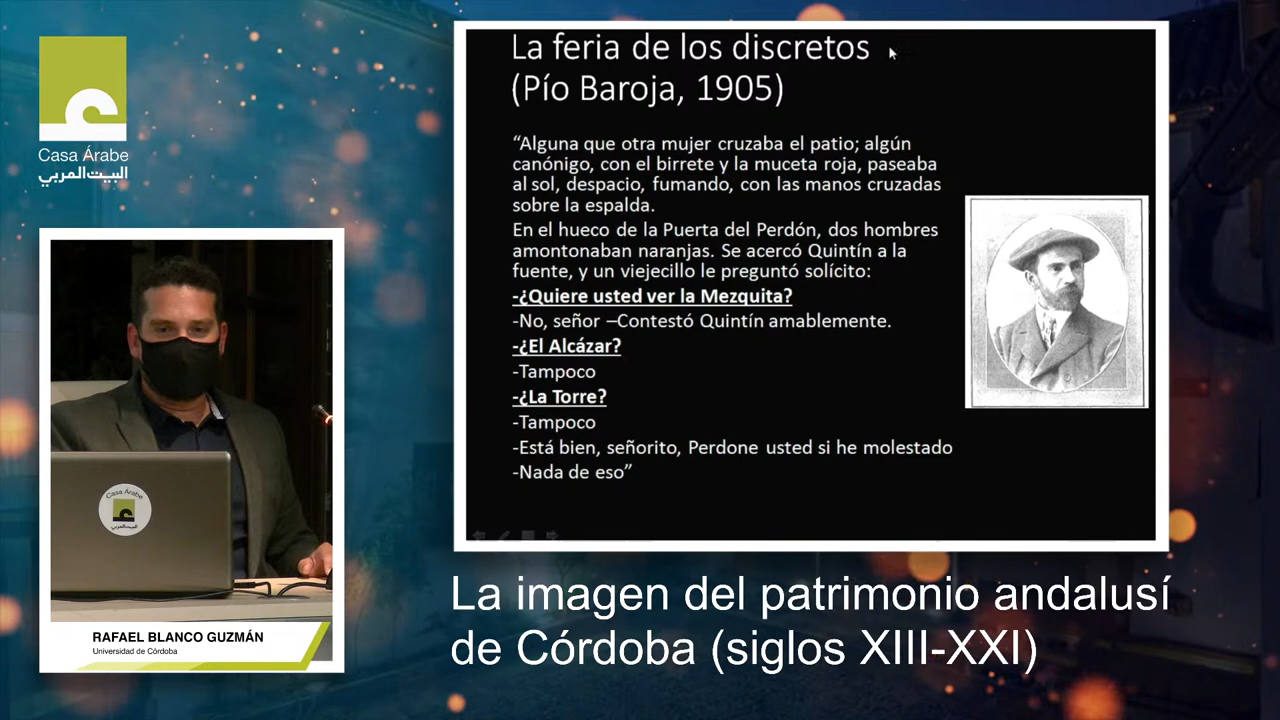 Casa Árabe
البيت العربي
La feria de los discretos
(Pío Baroja, 1905)
“Alguna que otra mujer cruzaba el patio; algún
canónigo, con el birrete y la muceta roja, paseaba
al sol, despacio, fumando, con las manos cruzadas
sobre la espalda.
En el hueco de la Puerta del Perdón, dos hombres
amontonaban naranjas. Se acercó Quintín a la
fuente, y un viejecillo le preguntó solícito:
-¿Quiere usted ver la Mezquita?
-No, señor –Contestó Quintín amablemente.
-¿El Alcázar?
-Tampoco
-¿La Torre?
-Tampoco
-Está bien, señorito, Perdone usted si he molestado
-Nada de eso”
Casa Árabe
البيت العربي
RAFAEL BLANCO GUZMÁN
Universidad de Córdoba
La imagen del patrimonio andalusí
de Córdoba (siglos XIII-XXI)